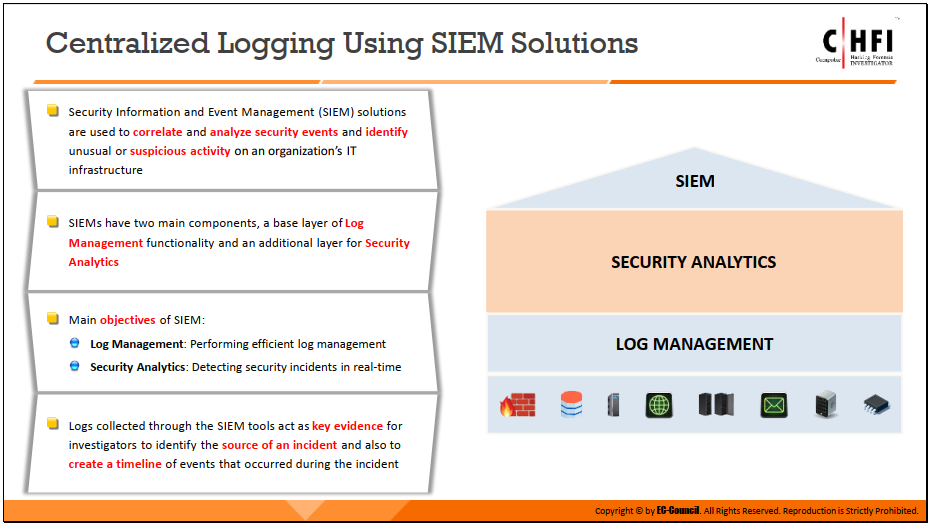 Centralized Logging Using SIEM Solutions
C HFI
Computer Hacking Forensic
INVESTIGATOR
Security Information and Event Management (SIEM) solutions
are used to correlate and analyze security events and identify
unusual or suspicious activity on an organization's IT
infrastructure
SIEMs have two main components, a base layer of Log
Management functionality and an additional layer for Security
Analytics
Main objectives of SIEM:
Log Management: Performing efficient log management
Security Analytics: Detecting security incidents in real-time
Logs collected through the SIEM tools act as key evidence for
investigators to identify the source of an incident and also to
create a timeline of events that occurred during the incident
SIEM
SECURITY ANALYTICS
LOG MANAGEMENT
Copyright © by EC-Council. All Rights Reserved. Reproduction is Strictly Prohibited.